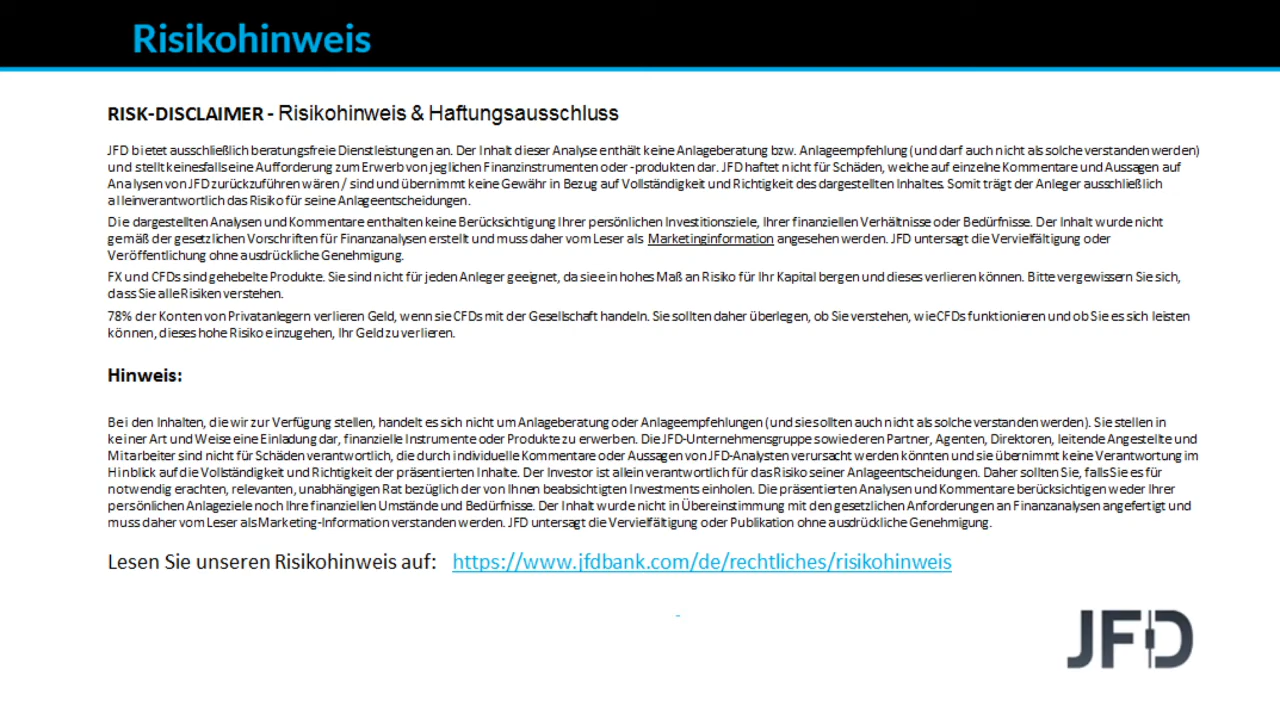 Risikohinweis
RISK-DISCLAIMER - Risikohinweis & Haftungsausschluss
JFD bietet ausschließlich beratungsfreie Dienstleistungen an. Der Inhalt dieser Analyse enthält keine Anlageberatung bzw. Anlageempfehlung (und darf auch nicht als solche verstanden werden)
und stellt keinesfalls eine Aufforderung zum Erwerb von jeglichen Finanzinstrumenten oder -produkten dar. JFD haftet nicht für Schäden, welche auf einzelne Kommentare und Aussagen auf
Analysen von JFD zurückzuführen wären / sind und übernimmt keine Gewähr in Bezug auf Vollständigkeit und Richtigkeit des dargestellten Inhaltes. Somit trägt der Anleger ausschließlich
alleinverantwortlich das Risiko für seine Anlageentscheidungen.
Die dargestellten Analysen und Kommentare enthalten keine Berücksichtigung Ihrer persönlichen Investitionsziele, Ihrer finanziellen Verhältnisse oder Bedürfnisse. Der Inhalt wurde nicht
gemäß der gesetzlichen Vorschriften für Finanzanalysen erstellt und muss daher vom Leser als Marketinginformation angesehen werden. JFD untersagt die Vervielfältigung oder
Veröffentlichung ohne ausdrückliche Genehmigung.
FX und CFDs sind gehebelte Produkte. Sie sind nicht für jeden Anleger geeignet, da sie ein hohes Maß an Risiko für Ihr Kapital bergen und dieses verlieren können. Bitte vergewissern Sie sich,
dass Sie alle Risiken verstehen.
78% der Konten von Privatanlegern verlieren Geld, wenn sie CFDs mit der Gesellschaft handeln. Sie sollten daher überlegen, ob Sie verstehen, wie CFDs funktionieren und ob Sie es sich leisten
können, dieses hohe Risiko einzugehen, Ihr Geld zu verlieren.
Hinweis:
Bei den Inhalten, die wir zur Verfügung stellen, handelt es sich nicht um Anlageberatung oder Anlageempfehlungen (und sie sollten auch nicht als solche verstanden werden). Sie stellen in
keiner Art und Weise eine Einladung dar, finanzielle Instrumente oder Produkte zu erwerben. Die JFD-Unternehmensgruppe sowie deren Partner, Agenten, Direktoren, leitende Angestellte und
Mitarbeiter sind nicht für Schäden verantwortlich, die durch individuelle Kommentare oder Aussagen von JFD-Analysten verursacht werden könnten und sie übernimmt keine Verantwortung im
Hinblick auf die Vollständigkeit und Richtigkeit der präsentierten Inhalte. Der Investor ist allein verantwortlich für das Risiko seiner Anlageentscheidungen. Daher sollten Sie, falls Sie es für
notwendig erachten, relevanten, unabhängigen Rat bezüglich der von Ihnen beabsichtigten Investments einholen. Die präsentierten Analysen und Kommentare berücksichtigen weder Ihrer
persönlichen Anlageziele noch Ihre finanziellen Umstände und Bedürfnisse. Der Inhalt wurde nicht in Übereinstimmung mit den gesetzlichen Anforderungen an Finanzanalysen angefertigt und
muss daher vom Leser als Marketing-Information verstanden werden. JFD untersagt die Vervielfältigung oder Publikation ohne ausdrückliche Genehmigung.
Lesen Sie unseren Risikohinweis auf: https://www.jfdbank.com/de/rechtliches/risikohinweis
-
JFD